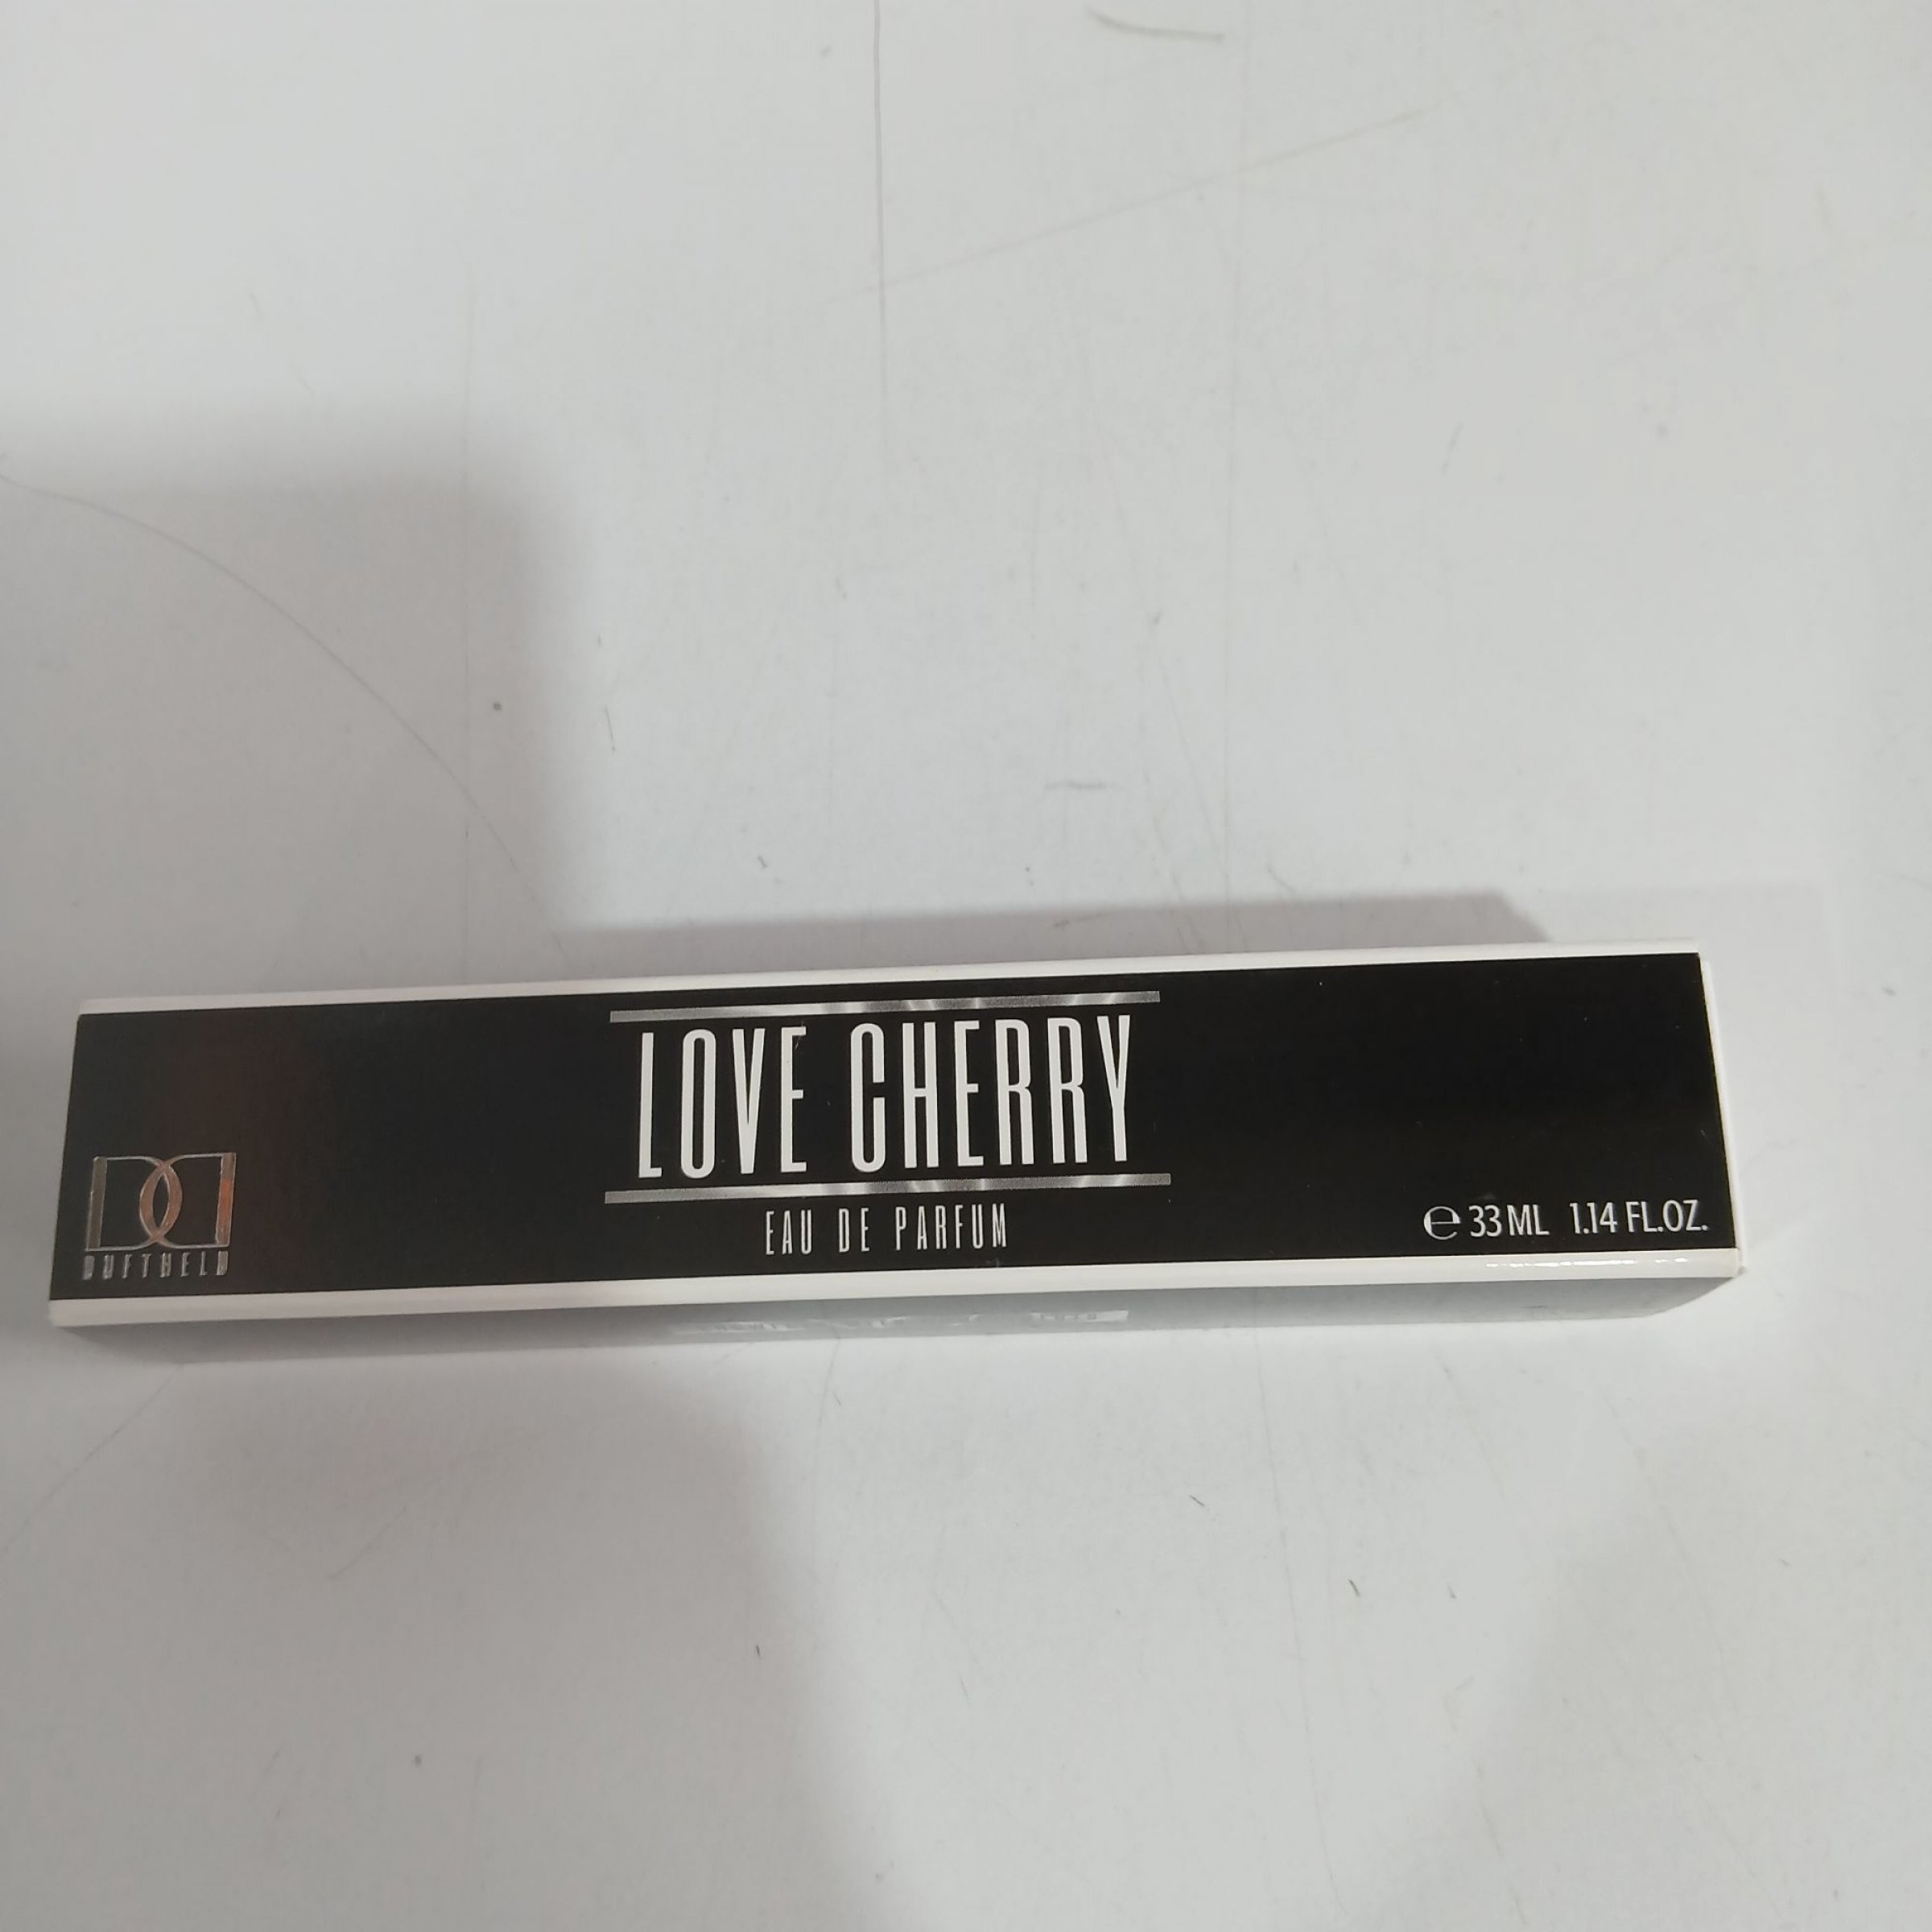 LOVE CHERRY
EAU DE PARFUM
DUFTHELD
℮ 33 ML 1.14 FL.OZ.